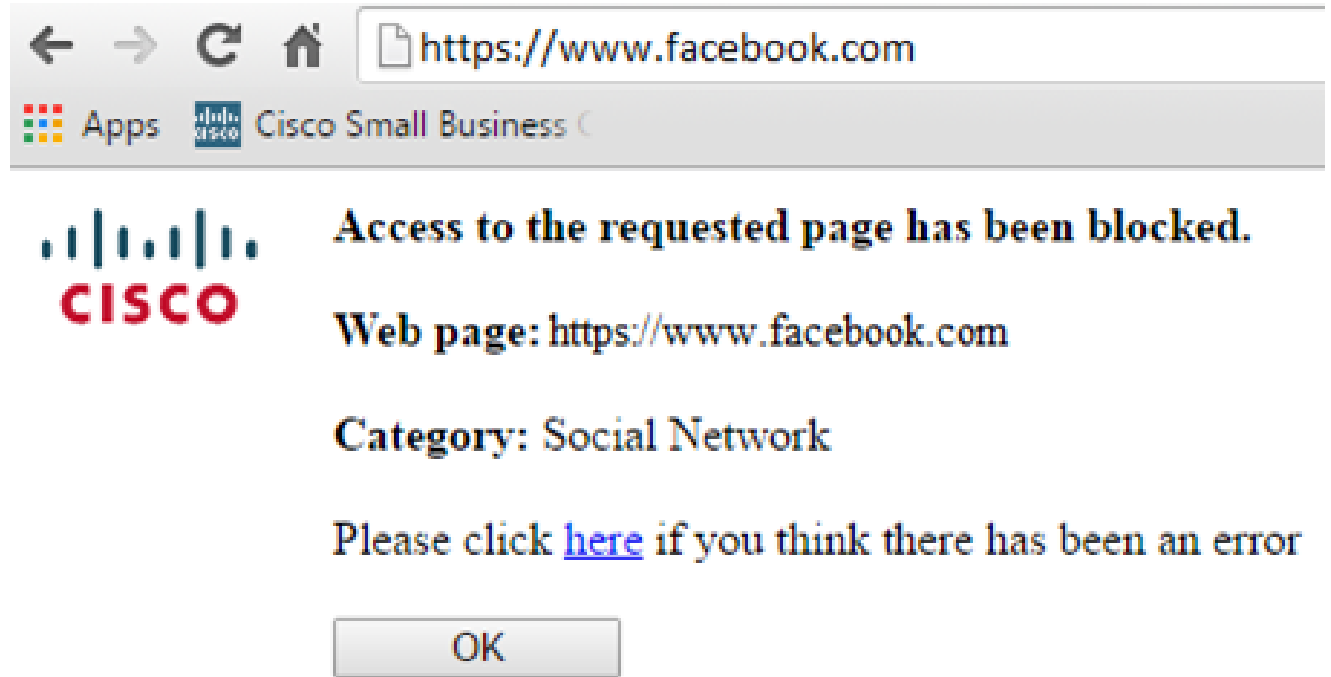 https://www.facebook.com
Apps
Cisco Small Business
Access to the requested page has been blocked.
CISCO
Web page: https://www.facebook.com
Category: Social Network
Please click here if you think there has been an error
OK